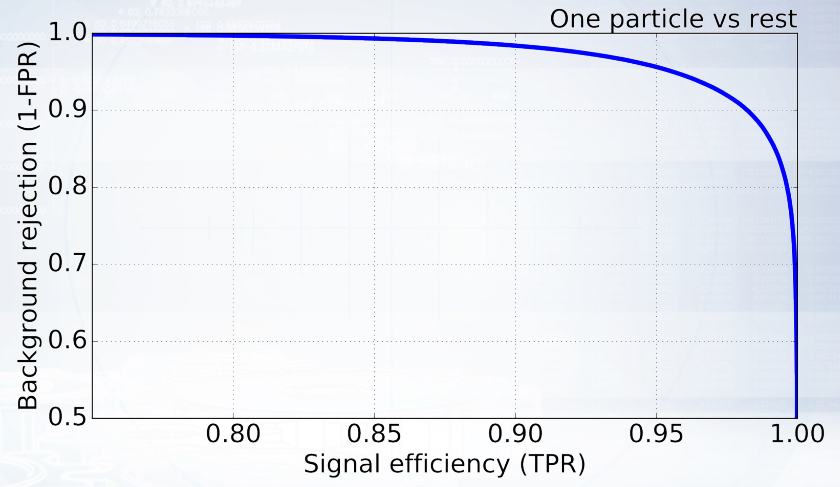 One particle vs rest
Background rejection (1-FPR)
1.0
0.9
0.8
0.7
0.6
0.5
0.80 0.85 0.90 0.95 1.00
Signal efficiency (TPR)